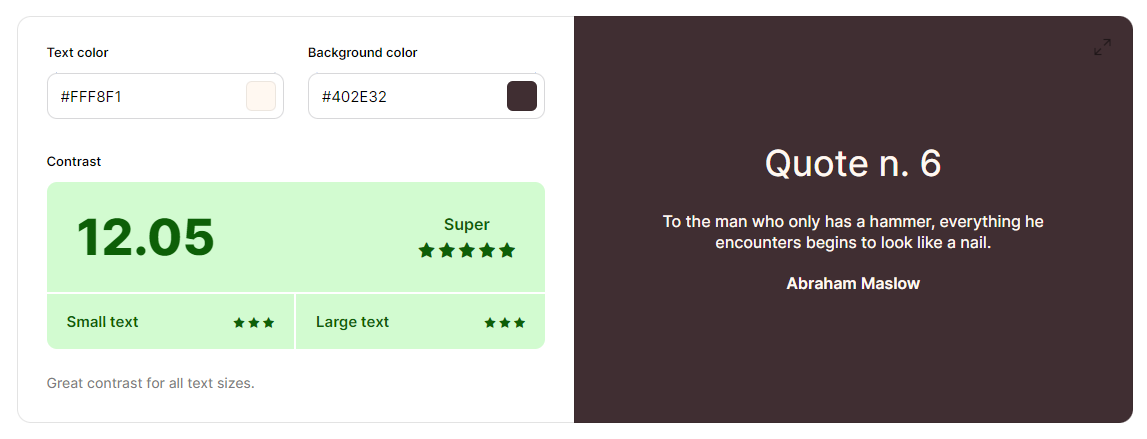 Text color
Background color
#FFF8F1
#402E32
Contrast
12.05
Super
Small text
Large text
Great contrast for all text sizes.
Quote n. 6
To the man who only has a hammer, everything he
encounters begins to look like a nail.
Abraham Maslow